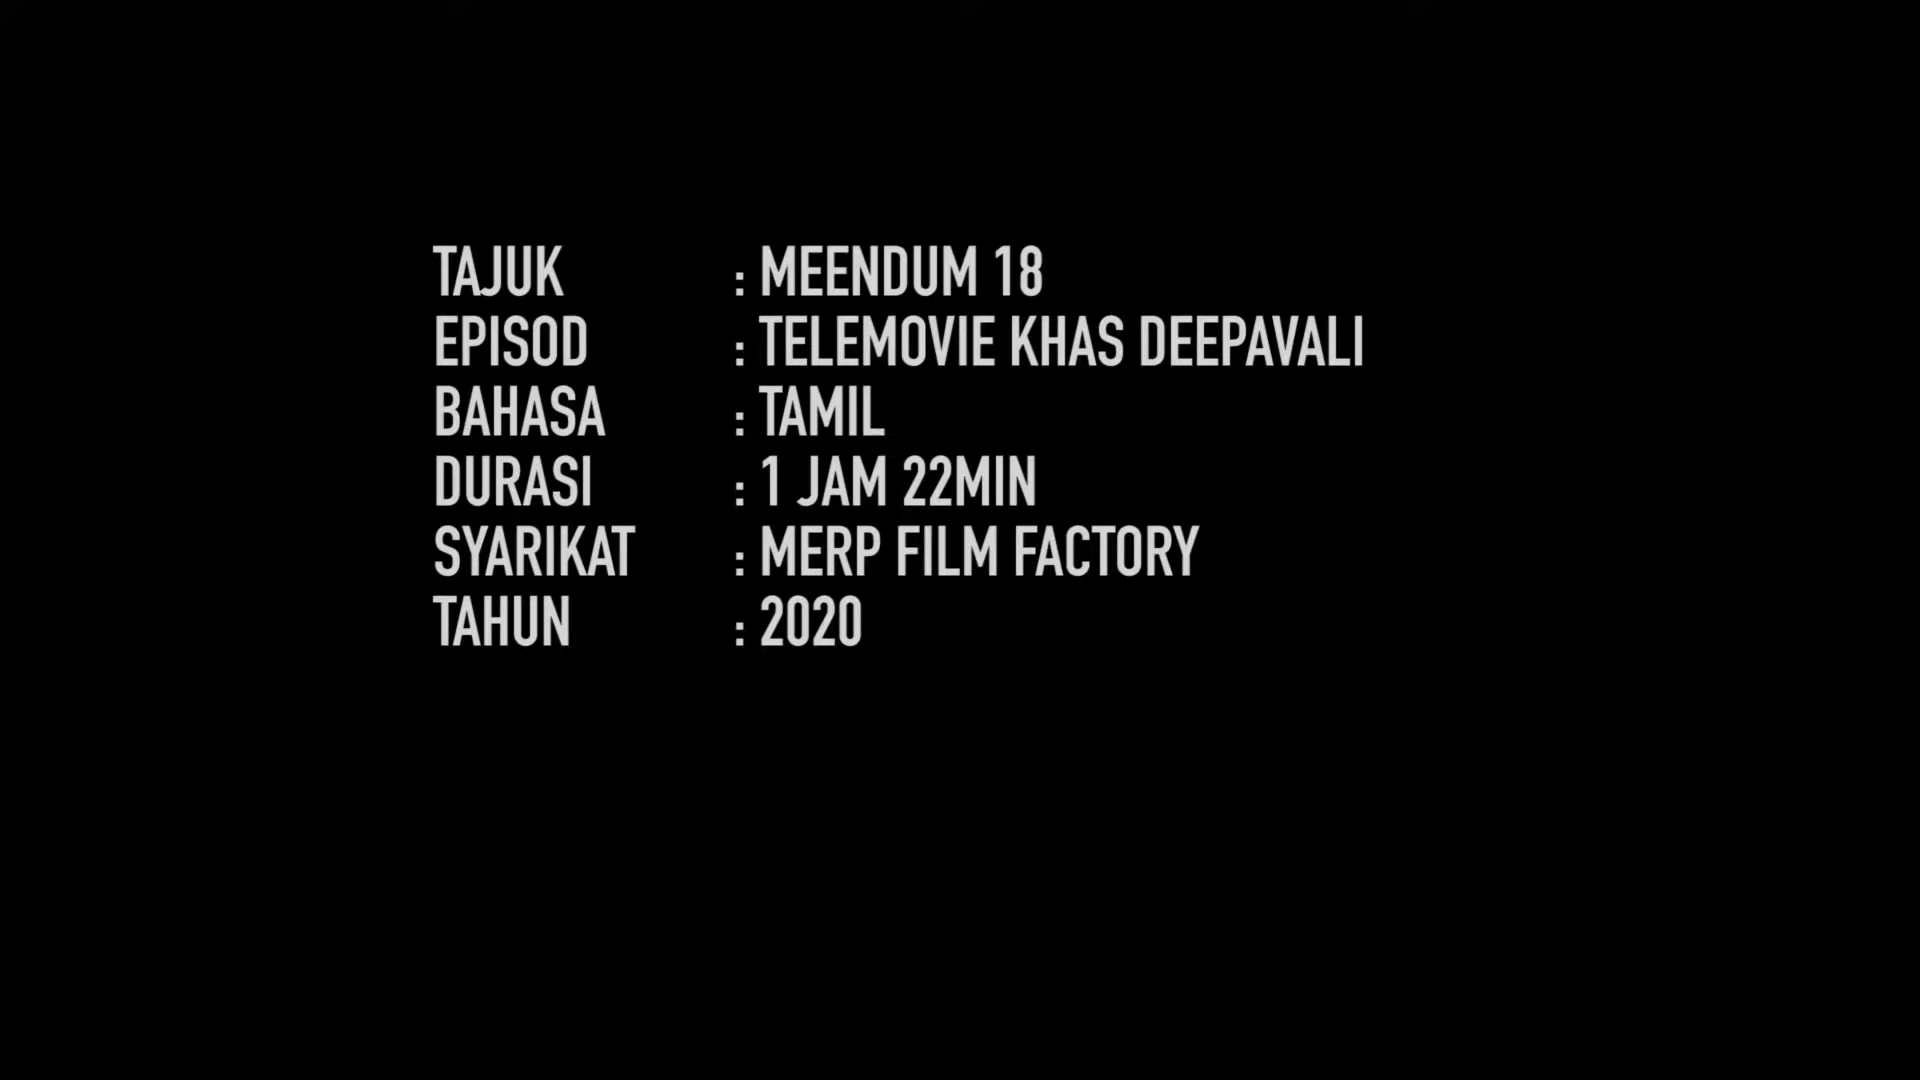 TAJUK : MEENDUM 18
EPISOD : TELEMOVIE KHAS DEEPAVALI
BAHASA : TAMIL
DURASI : 1 JAM 22MIN
SYARIKAT : MERP FILM FACTORY
TAHUN : 2020